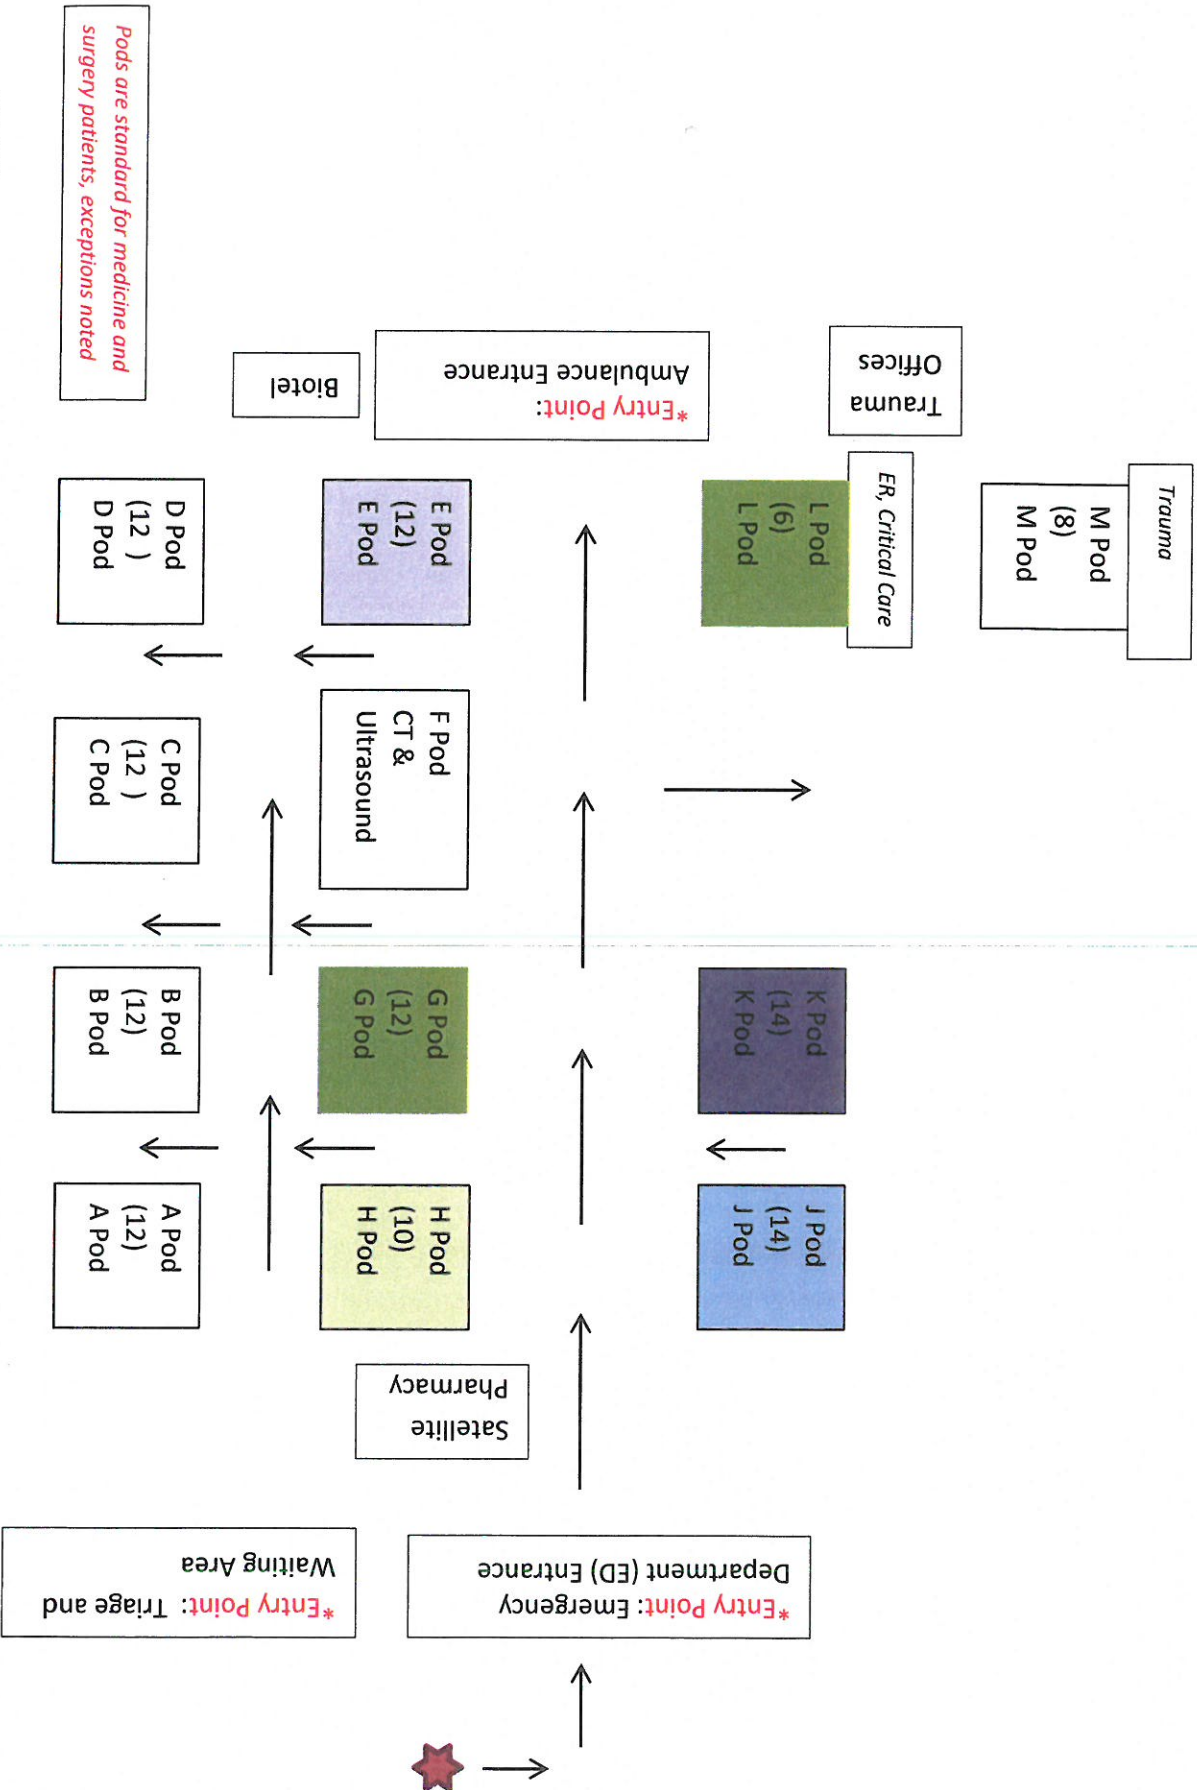 Trauma
M Pod
(8)
M Pod
Trauma
Offices
ER, Critical Care
L Pod
(6)
L Pod
*Entry Point:
Ambulance Entrance
Biotel
Pods are standard for medicine and
surgery patients, exceptions noted
E Pod
(12)
E Pod
D Pod
(12 )
D Pod
F Pod
CT &
Ultrasound
C Pod
(12 )
C Pod
K Pod
(14)
K Pod
G Pod
(12)
G Pod
B Pod
(12)
B Pod
J Pod
(14)
J Pod
H Pod
(10)
H Pod
A Pod
(12)
A Pod
Satellite
Pharmacy
*Entry Point: Emergency
Department (ED) Entrance
*Entry Point: Triage and
Waiting Area